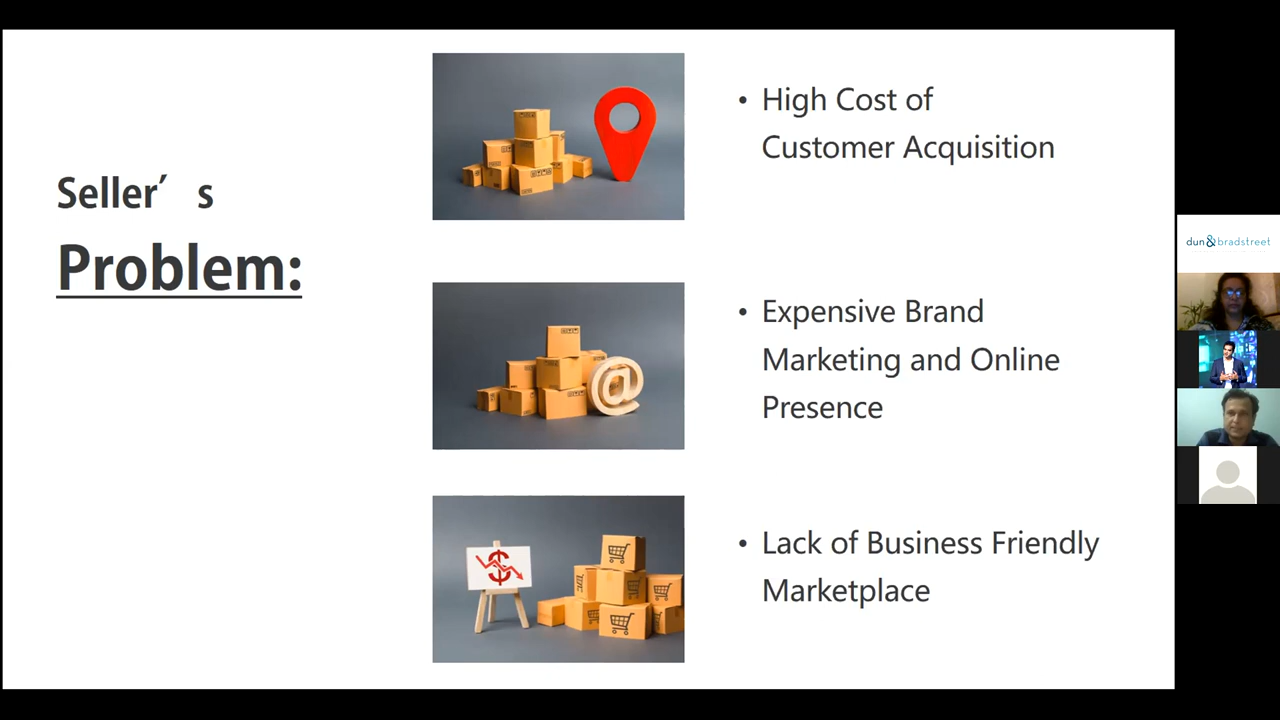 Seller′ s
Problem:
• High Cost of
Customer Acquisition
• Expensive Brand
Marketing and Online
Presence
• Lack of Business Friendly
Marketplace
dun&bradstreet